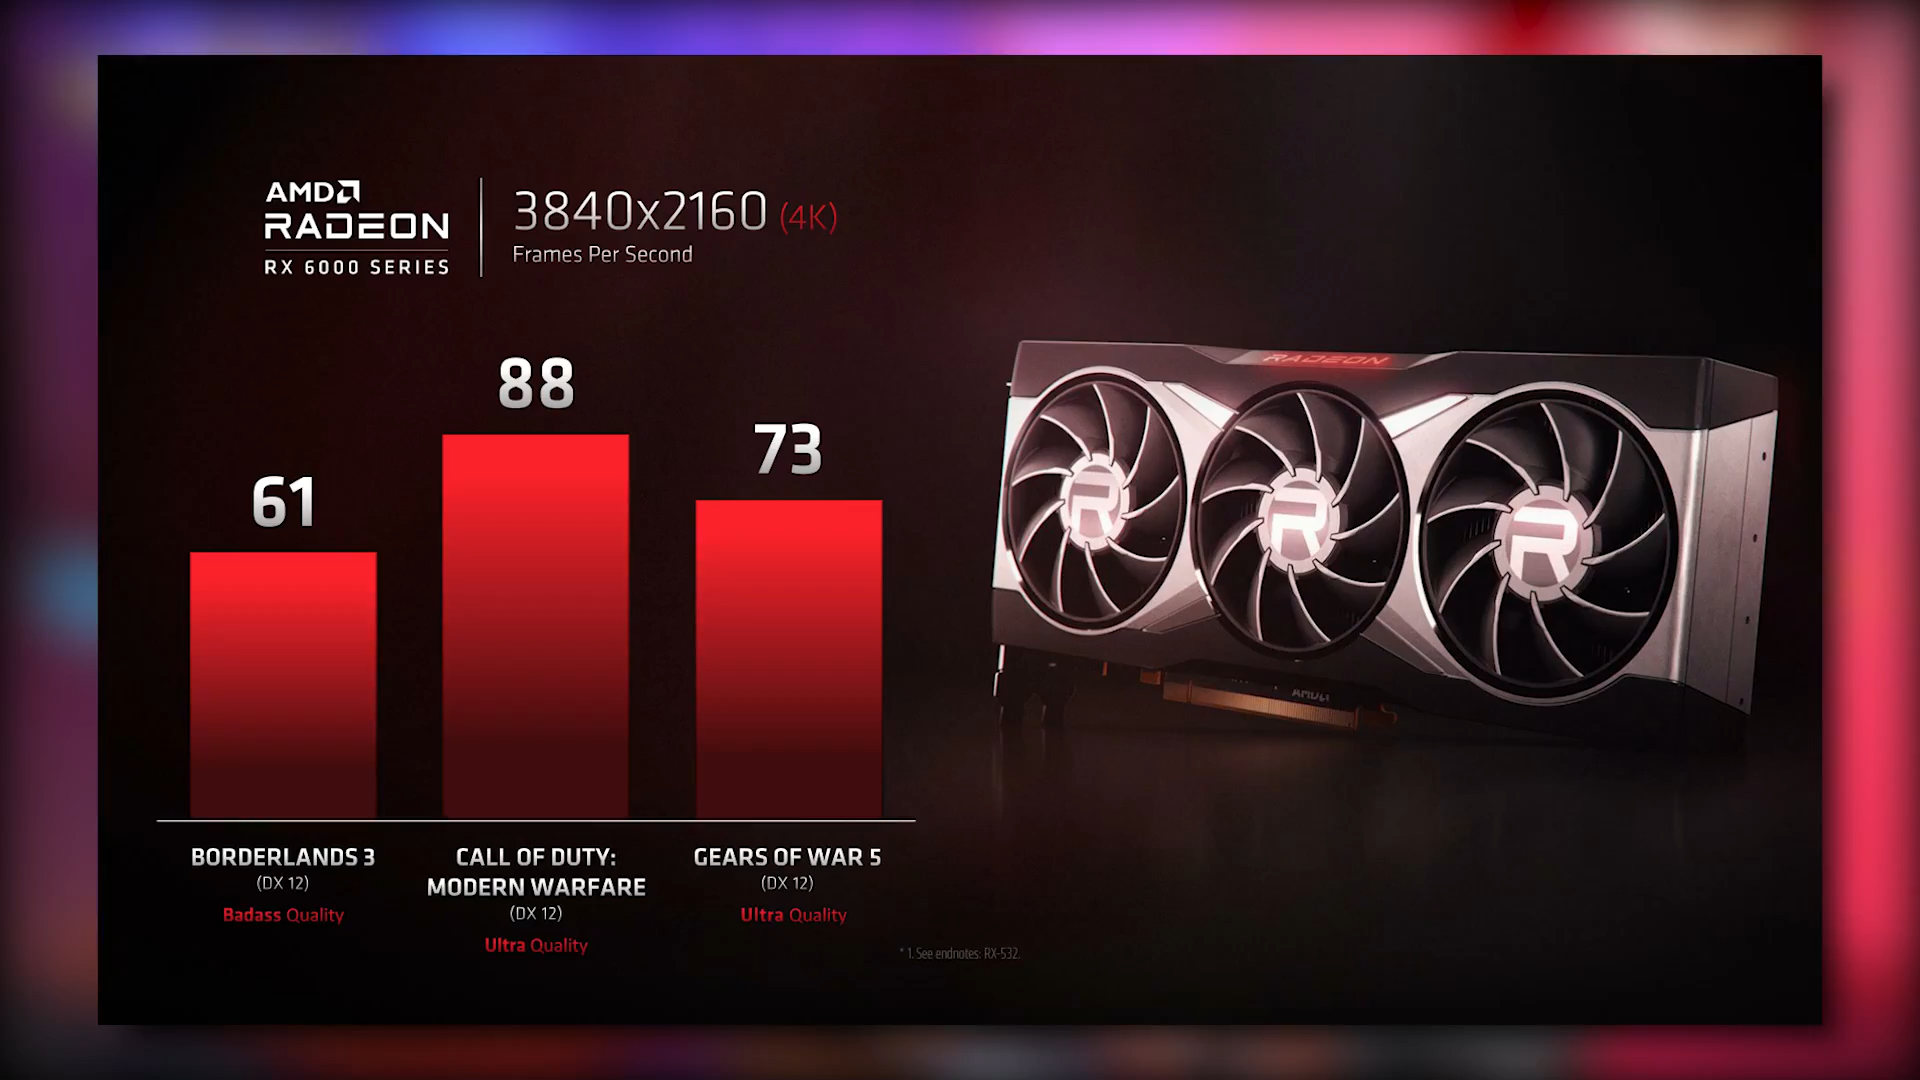 AMD
RADEON
RX 6000 SERIES
3840x2160 (4K)
Frames Per Second
61
88
73
BORDERLANDS 3
(DX 12)
Badass Quality
CALL OF DUTY:
MODERN WARFARE
(DX 12)
Ultra Quality
GEARS OF WAR 5
(DX 12)
Ultra Quality
* 1. See endnotes: RX-532.
RADEON
R
R
R
AMD